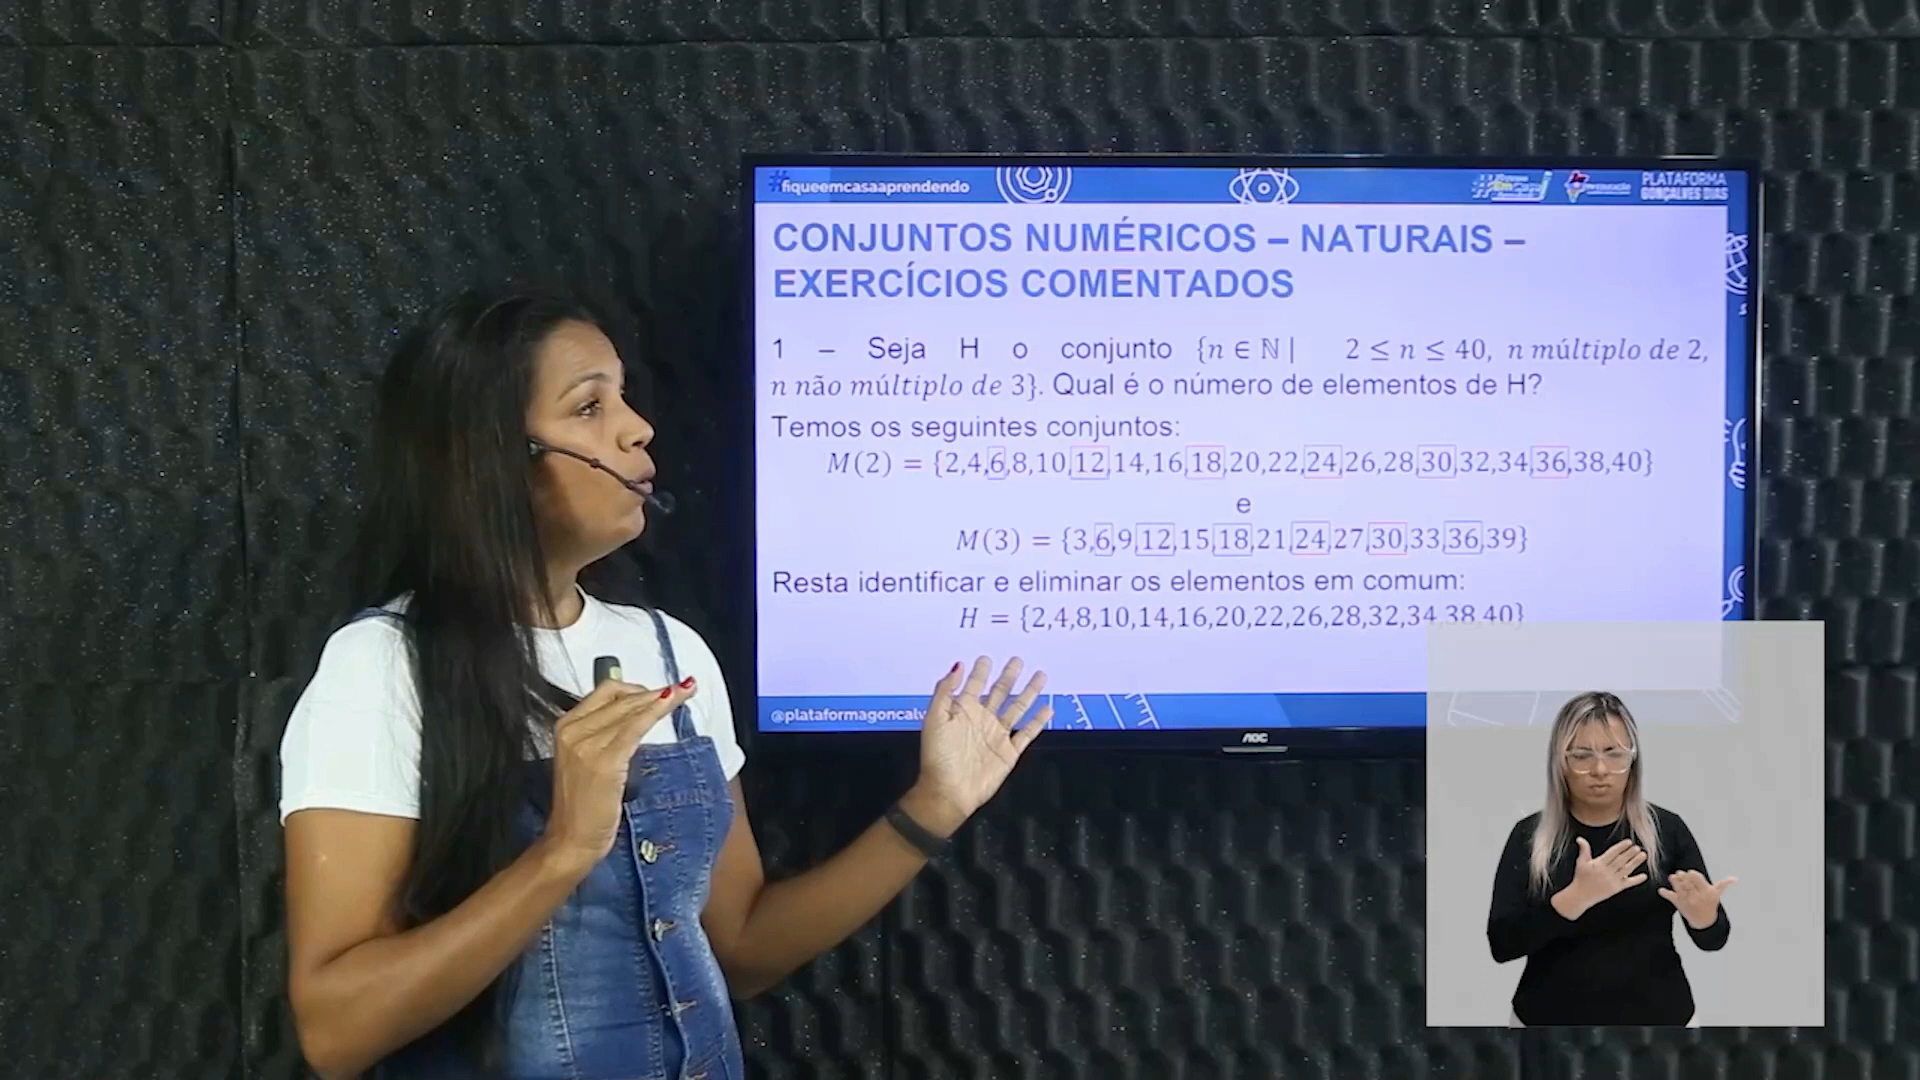 #fiqueemcasaaprendendo
PLATAFORMA
GONÇALVES DIAS
CONJUNTOS NUMÉRICOS – NATURAIS –
EXERCÍCIOS COMENTADOS
1 – Seja H o conjunto {n ∈ ℕ | 2 ≤ n ≤ 40, n múltiplo de 2,
n não múltiplo de 3}. Qual é o número de elementos de H?
Temos os seguintes conjuntos:
M(2) = {2,4,6,8,10,12,14,16,18,20,22,24,26,28,30,32,34,36,38,40}
e
M(3) = {3,6,9,12,15,18,21,24,27,30,33,36,39}
Resta identificar e eliminar os elementos em comum:
H = {2,4,8,10,14,16,20,22,26,28,32,34,38,40}
AOC